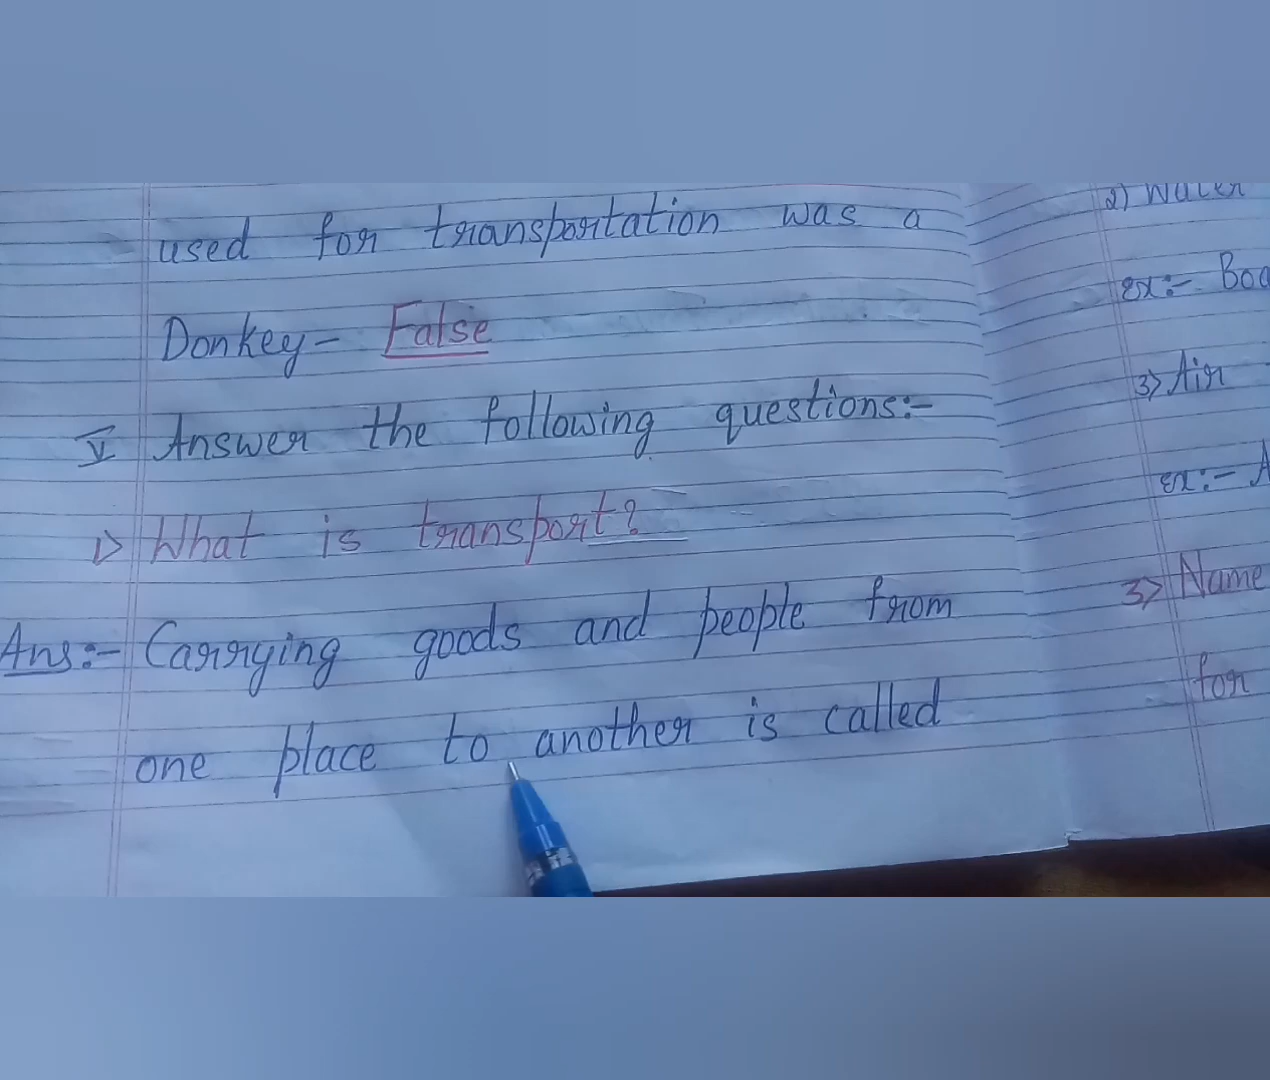 used for transportation was a
Donkey- False
V Answer the following questions:-
1) What is transport?
Ans:- Carrying goods and people from
one place to another is called
2) Water
ex:-
3) Air
ex:-
3) Name
for